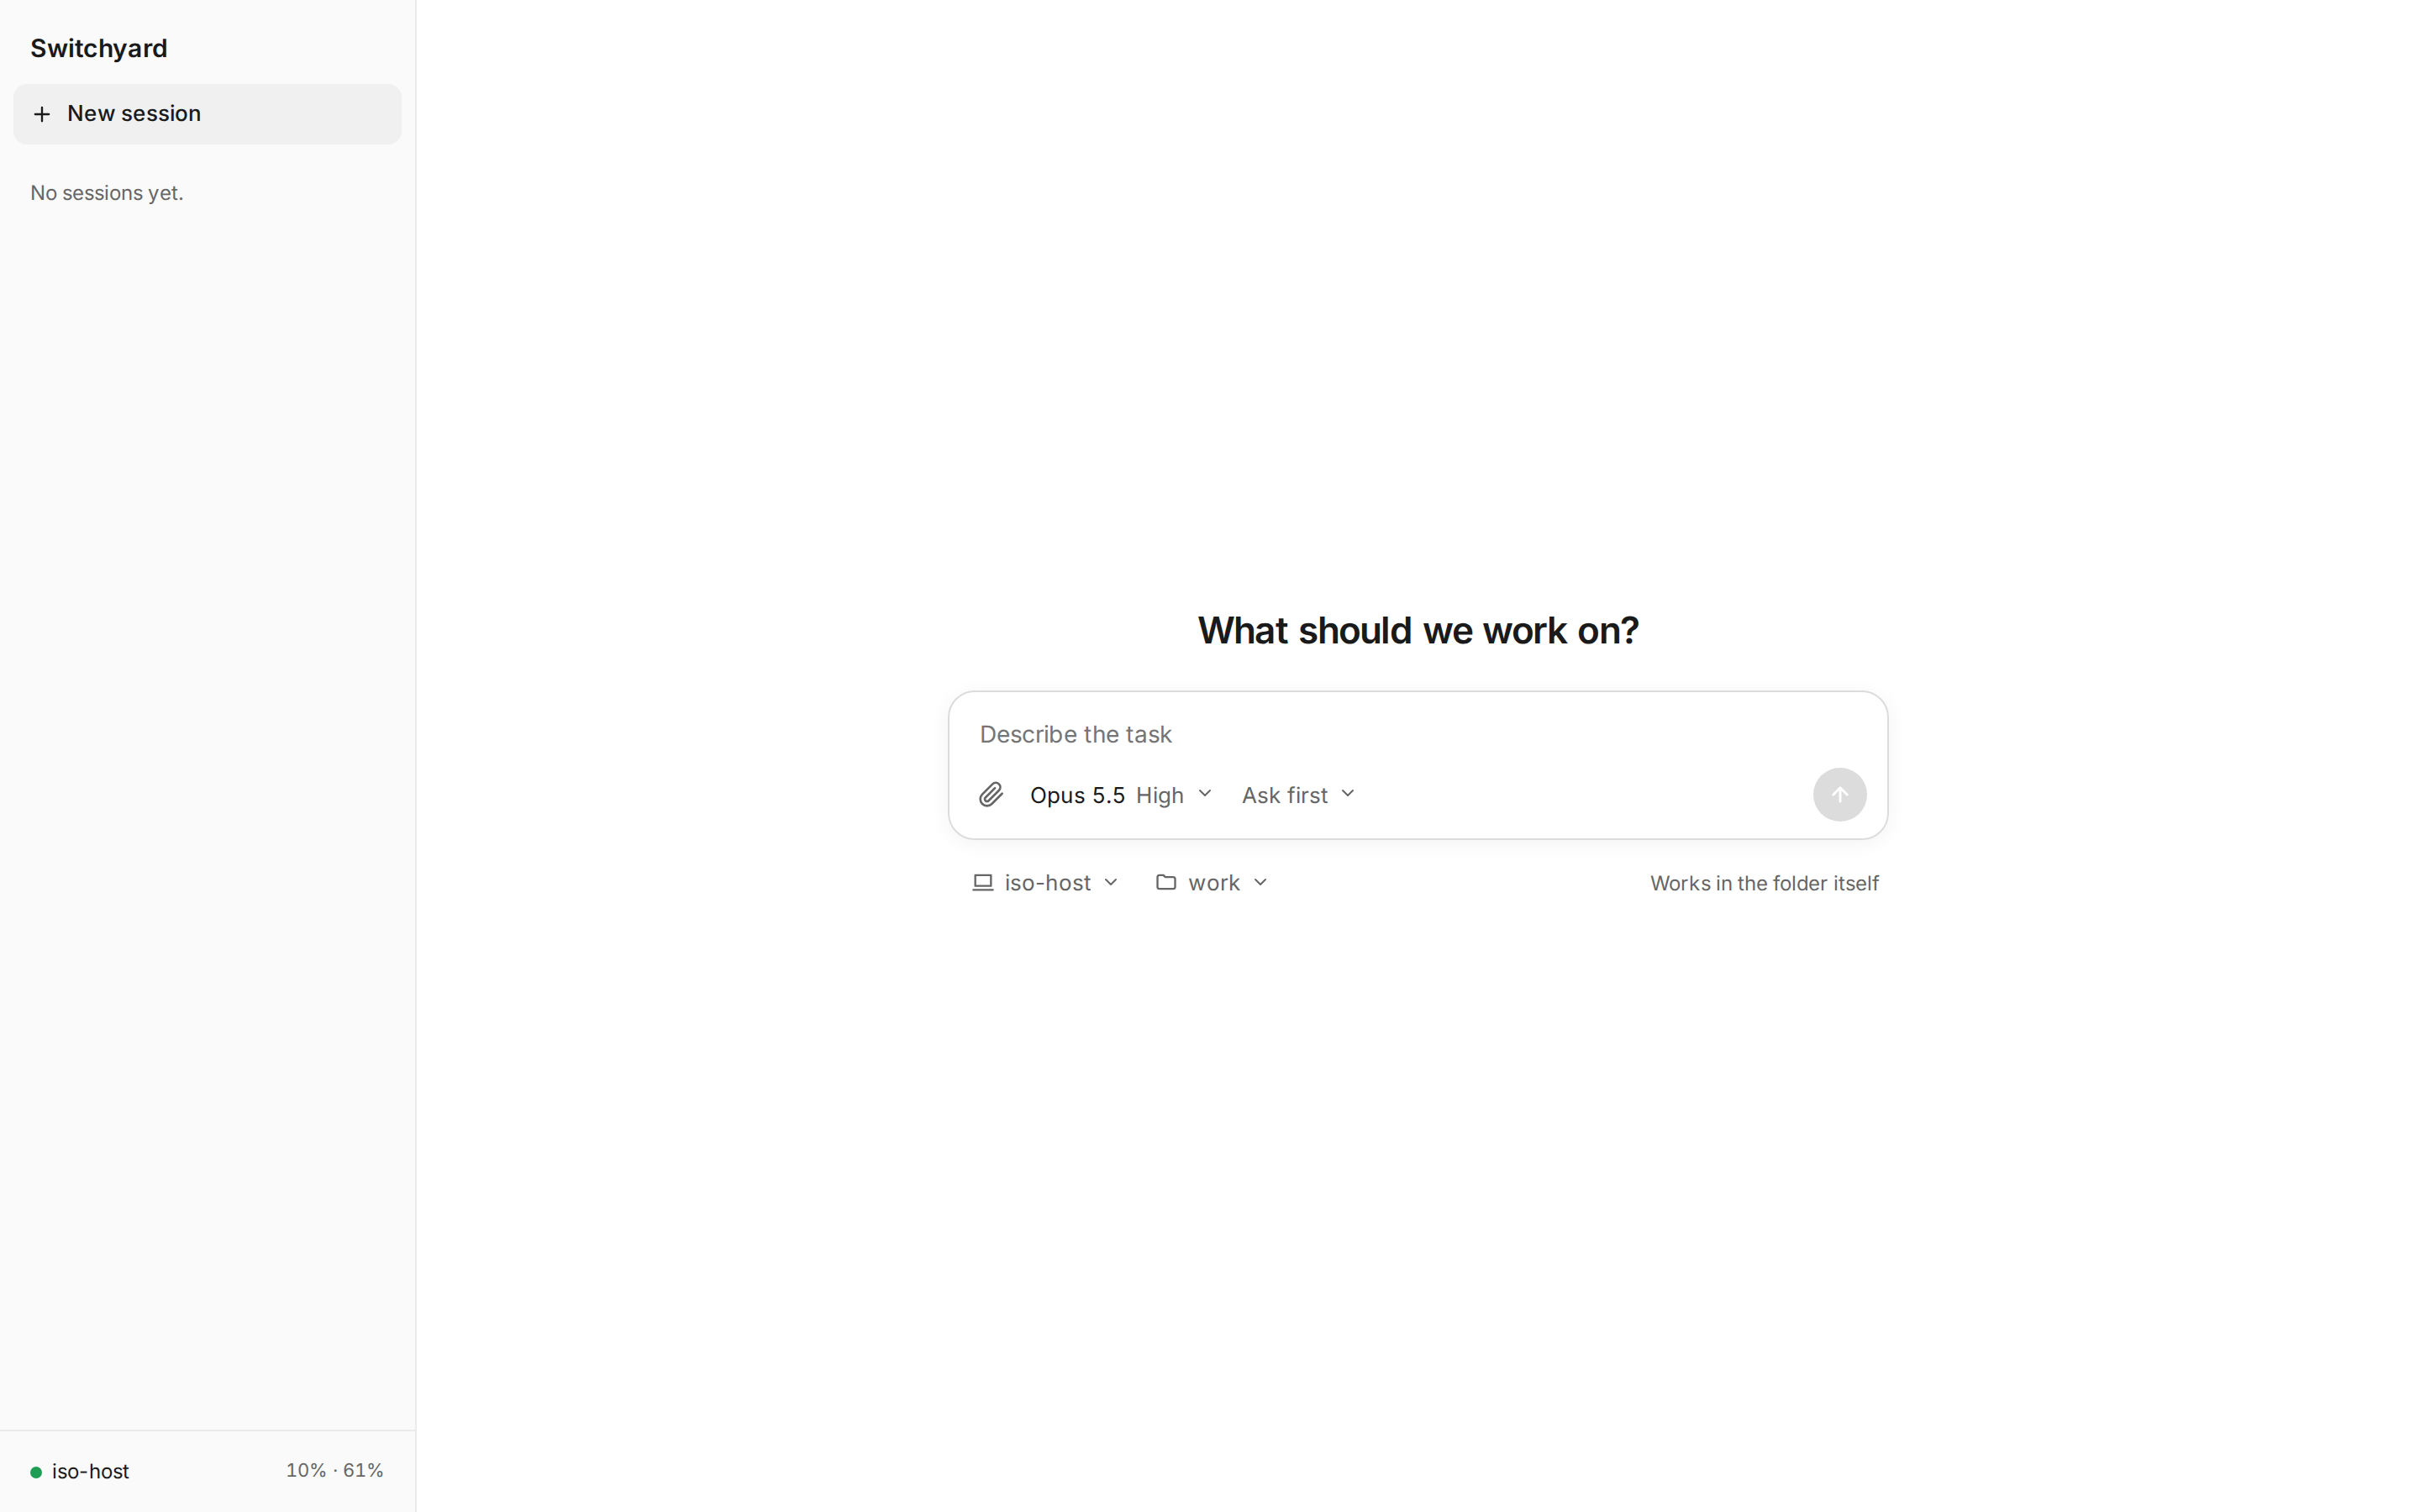 Switchyard
New session
No sessions yet.
What should we work on?
Describe the task
Opus 5.5 High Ask first
iso-host work Works in the folder itself
iso-host 10% · 61%